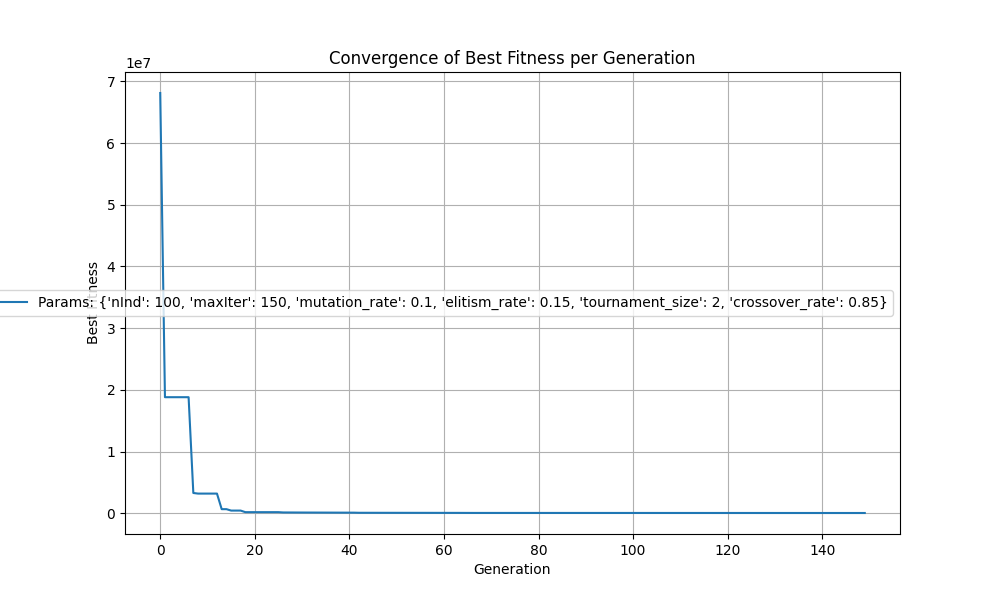 Convergence of Best Fitness per Generation
1e7
7
6
5
4
3
2
1
0
Best Fitness
Params: {'nInd': 100, 'maxIter': 150, 'mutation_rate': 0.1, 'elitism_rate': 0.15, 'tournament_size': 2, 'crossover_rate': 0.85}
0 20 40 60 80 100 120 140
Generation